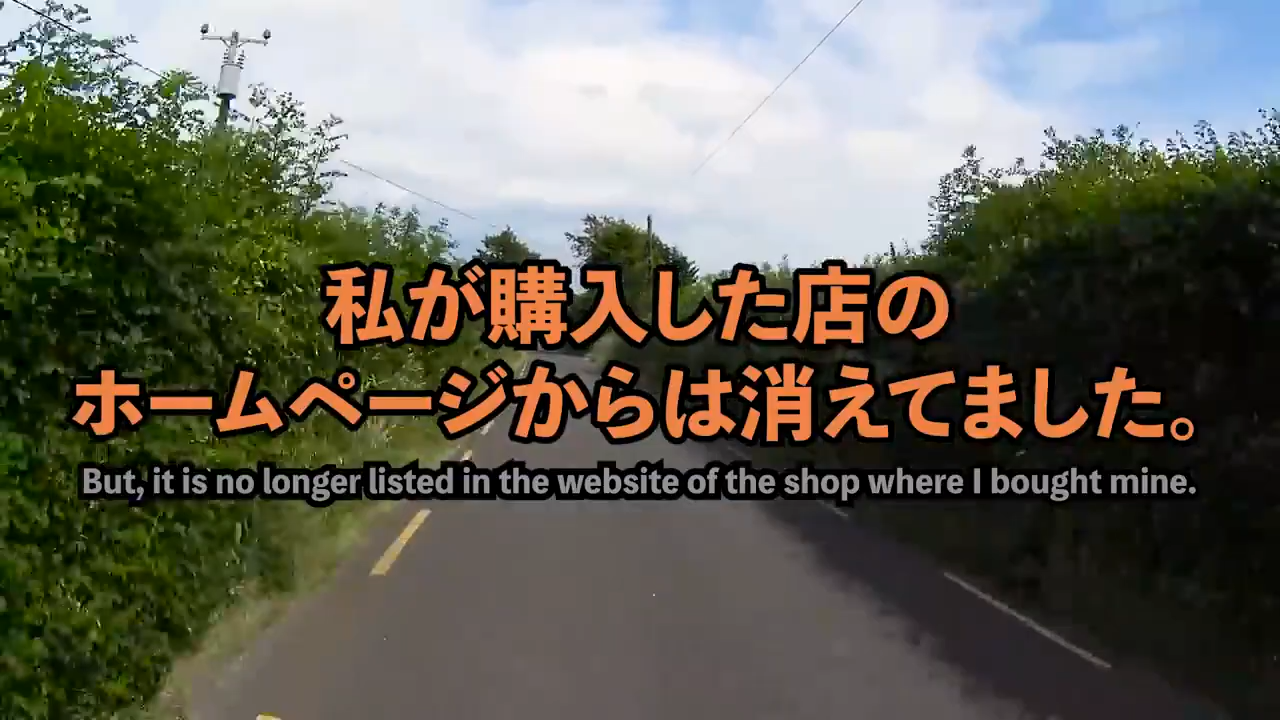 私が購入した店の
ホームページからは消えてました。
But, it is no longer listed in the website of the shop where I bought mine.